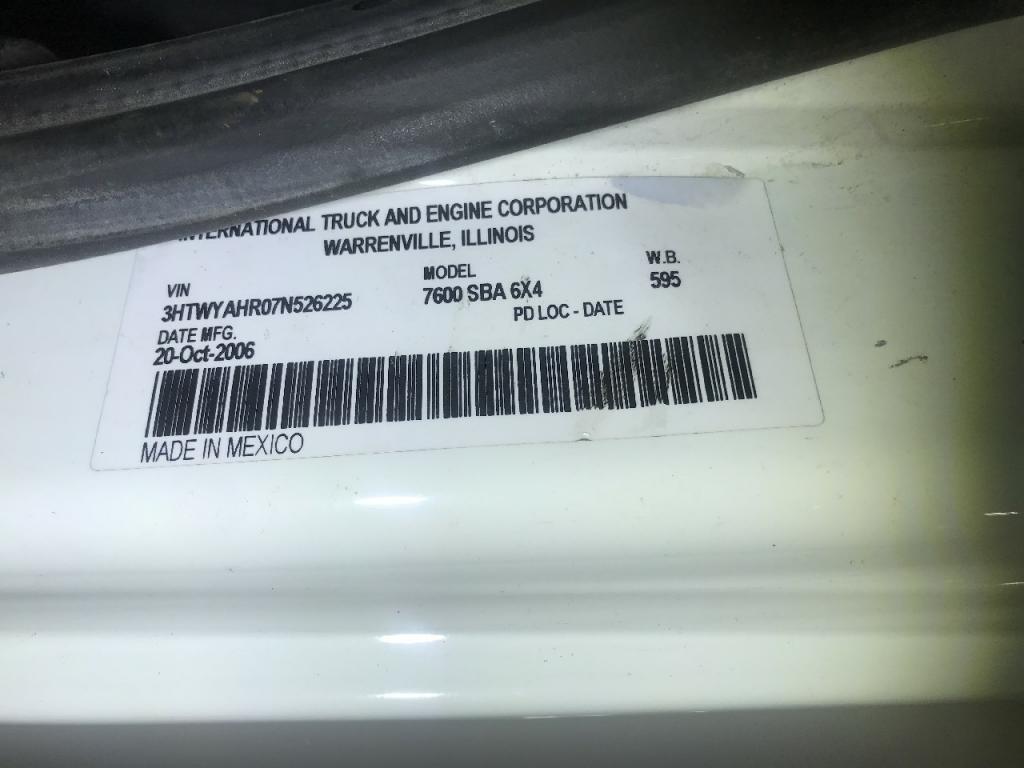 INTERNATIONAL TRUCK AND ENGINE CORPORATION
WARRENVILLE, ILLINOIS
VIN MODEL W.B.
3HTWYAHR07N526225 7600 SBA 6X4 595
DATE MFG. PD LOC - DATE
20-Oct-2006
MADE IN MEXICO